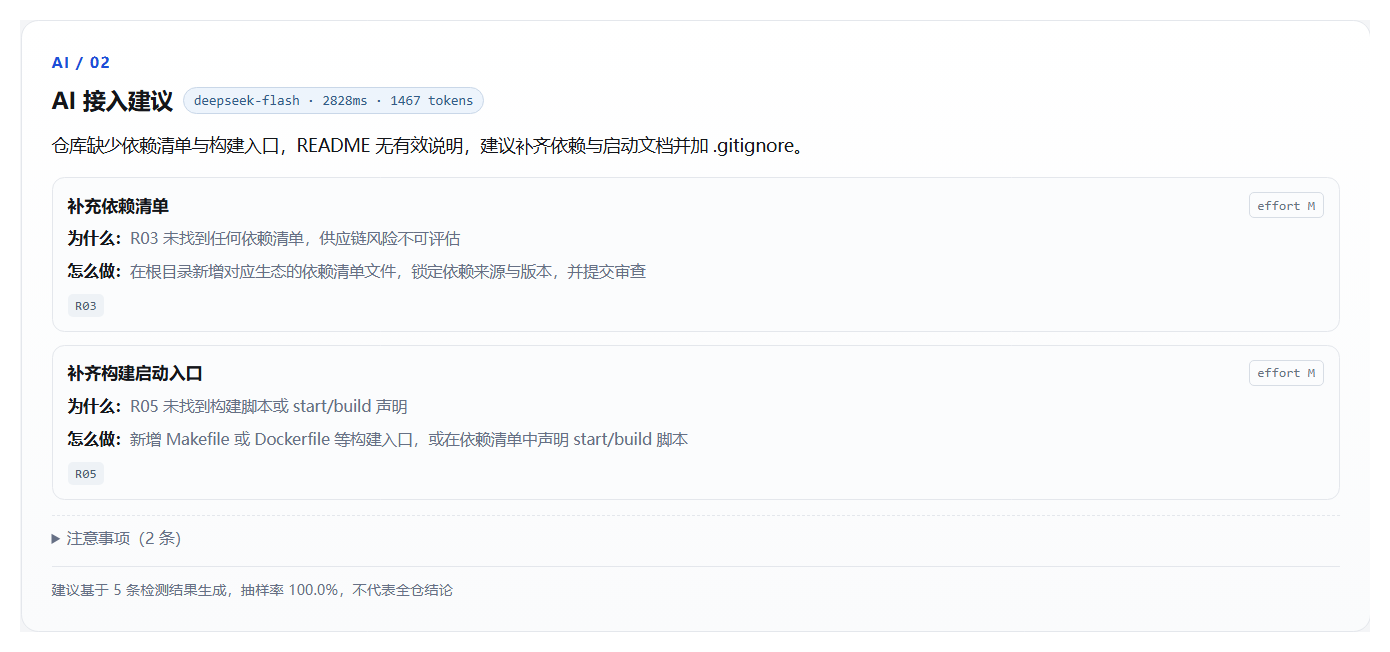 AI / 02
AI 接入建议 deepseek-flash · 2828ms · 1467 tokens
仓库缺少依赖清单与构建入口，README 无有效说明，建议补齐依赖与启动文档并加 .gitignore。
补充依赖清单 effort M
为什么：R03 未找到任何依赖清单，供应链风险不可评估
怎么做：在根目录新增对应生态的依赖清单文件，锁定依赖来源与版本，并提交审查
R03
补齐构建启动入口 effort M
为什么：R05 未找到构建脚本或 start/build 声明
怎么做：新增 Makefile 或 Dockerfile 等构建入口，或在依赖清单中声明 start/build 脚本
R05
▶ 注意事项（2 条）
建议基于 5 条检测结果生成，抽样率 100.0%，不代表全仓结论